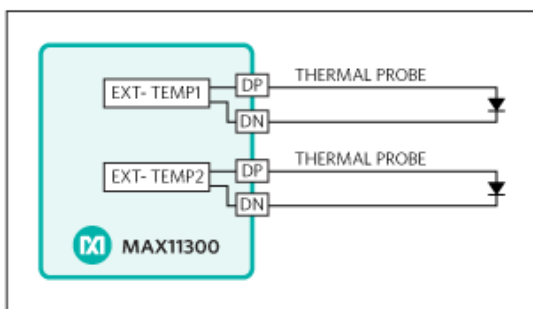 DP THERMAL PROBE
EXT- TEMP1
DN
DP THERMAL PROBE
EXT- TEMP2
DN
MAX11300